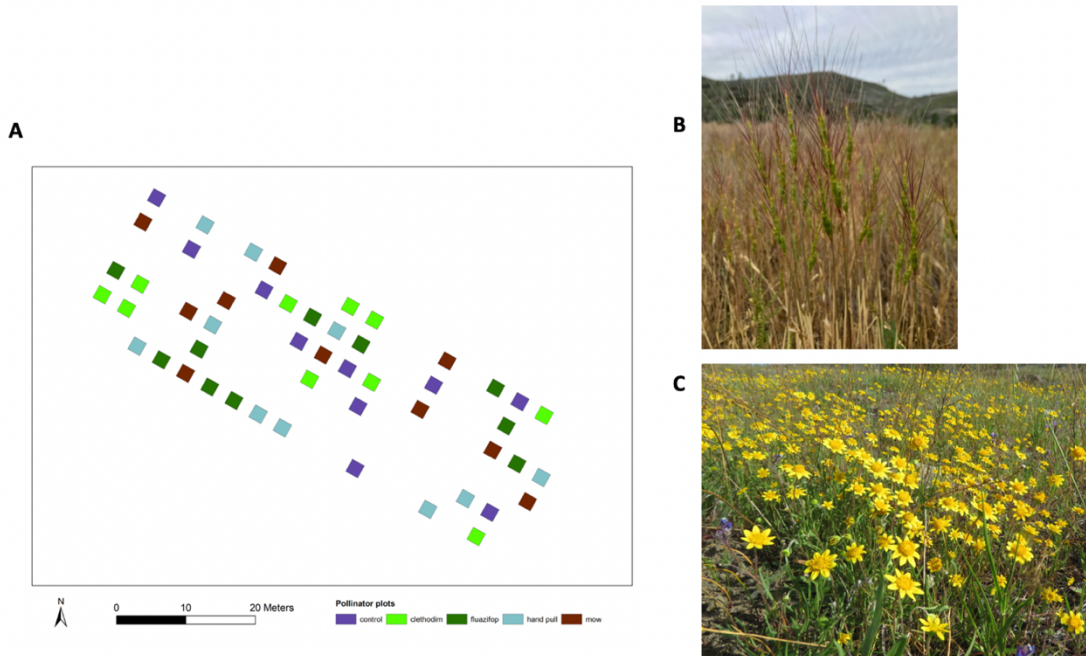 A
B
C
N
0 10 20 Meters
Pollinator plots
control clethodim fluazifop hand pull mow